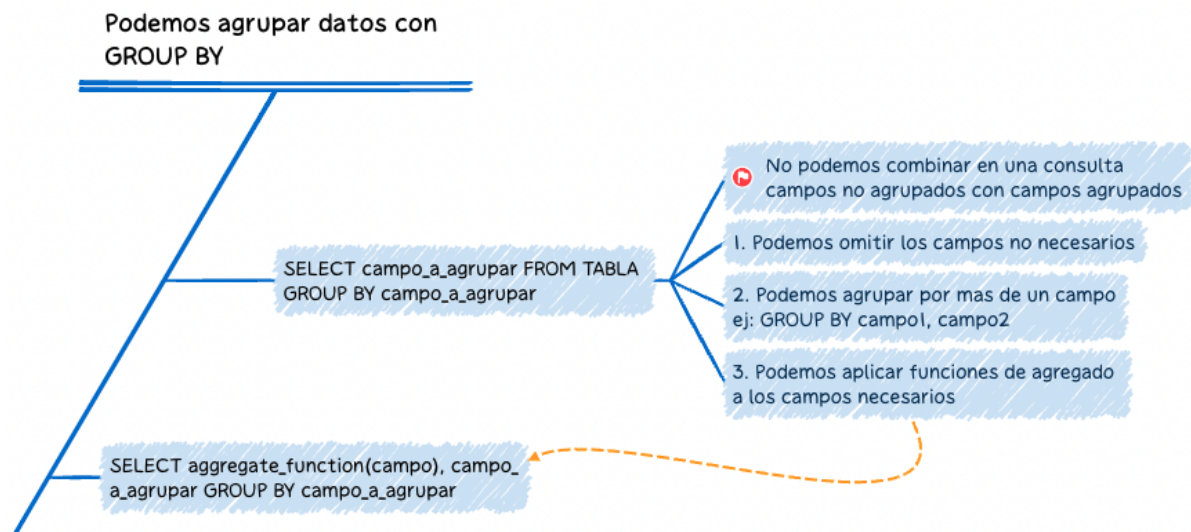 Podemos agrupar datos con
GROUP BY
No podemos combinar en una consulta
campos no agrupados con campos agrupados
1. Podemos omitir los campos no necesarios
SELECT campo_a_agrupar FROM TABLA
GROUP BY campo_a_agrupar
2. Podemos agrupar por mas de un campo
ej: GROUP BY campo1, campo2
3. Podemos aplicar funciones de agregado
a los campos necesarios
SELECT aggregate_function(campo), campo_
a_agrupar GROUP BY campo_a_agrupar